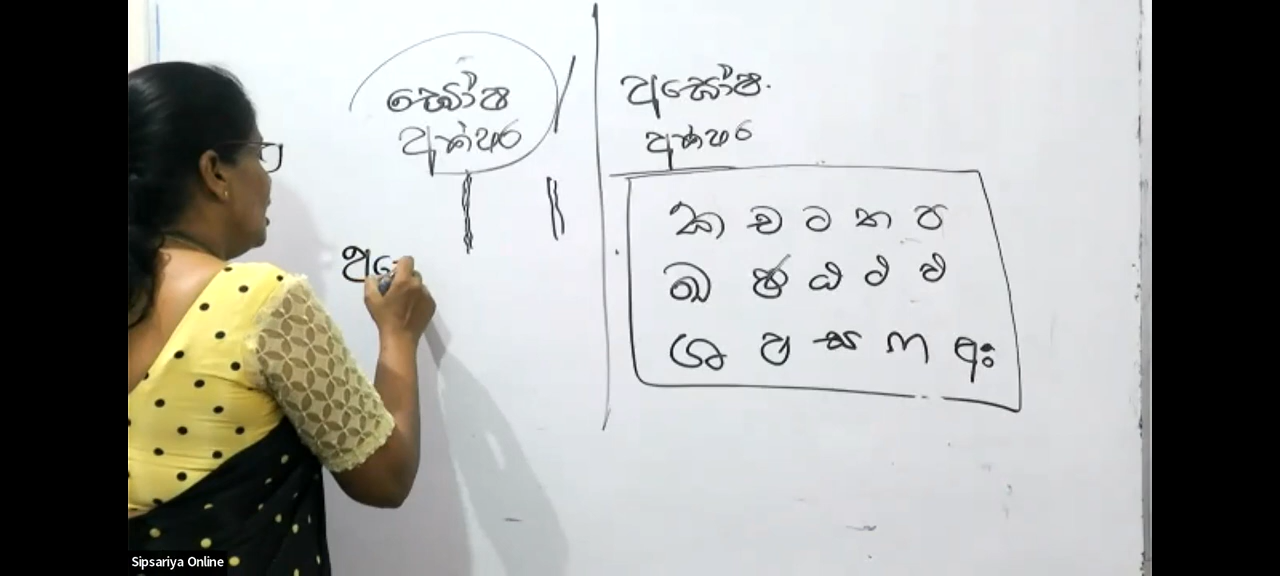 ඝෝෂ
අක්ෂර
අඝෝෂ
අක්ෂර
ක ච ට ත ප
ඛ ඡ ඨ ථ ඵ
ශ ෂ ස ෆ අඃ
අ
Sipsariya Online